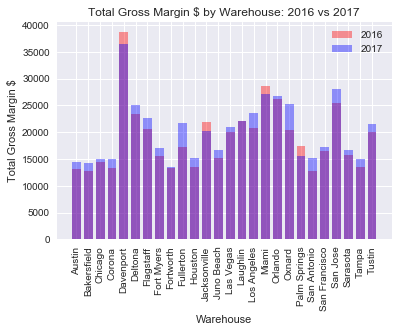 Total Gross Margin $ by Warehouse: 2016 vs 2017
40000
35000
30000
25000
20000
15000
10000
5000
0
Total Gross Margin $
2016
2017
Austin
Bakersfield
Chicago
Corona
Davenport
Deltona
Flagstaff
Fort Myers
Fortworth
Fullerton
Houston
Jacksonville
Juno Beach
Las Vegas
Laughlin
Los Angeles
Miami
Orlando
Oxnard
Palm Springs
San Antonio
San Francisco
San Jose
Sarasota
Tampa
Tustin
Warehouse